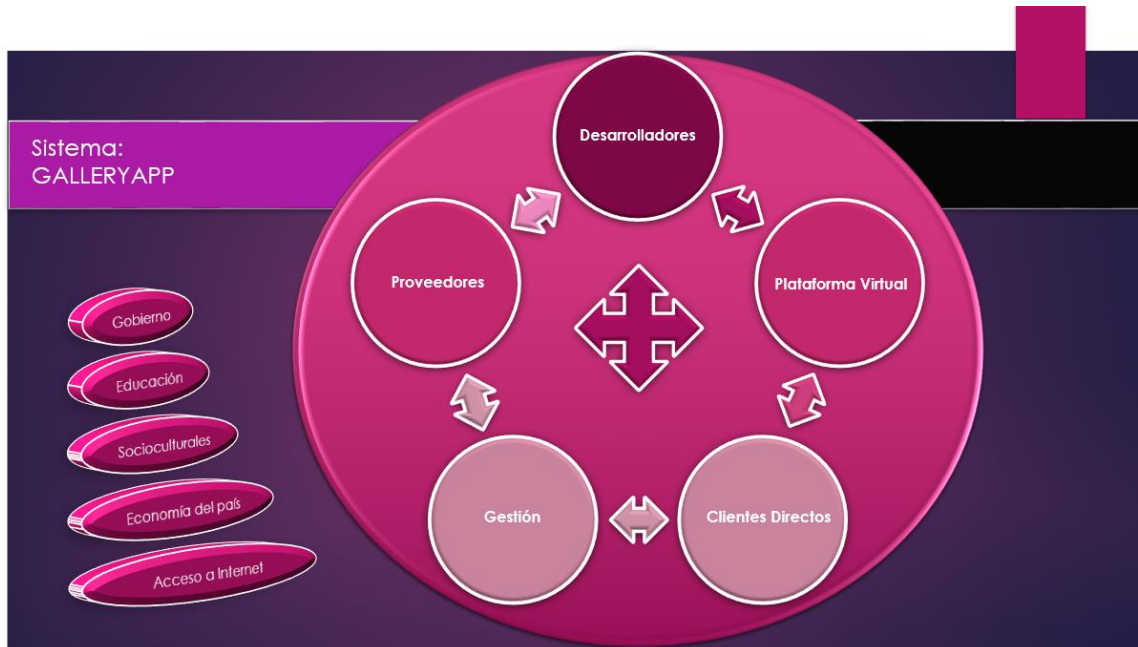 Sistema:
GALLERYAPP
Desarrolladores
Proveedores
Plataforma Virtual
Gestión
Clientes Directos
Gobierno
Educación
Socioculturales
Economía del país
Acceso a Internet